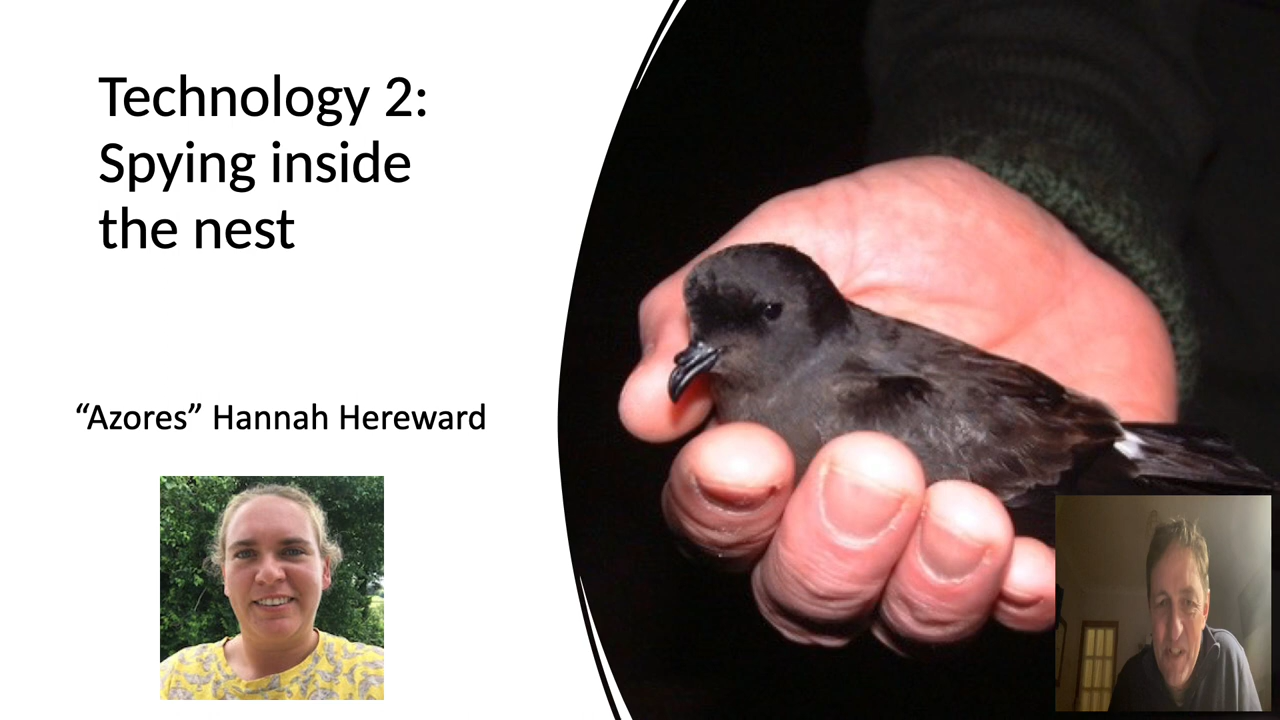 Technology 2:
Spying inside
the nest
“Azores” Hannah Hereward